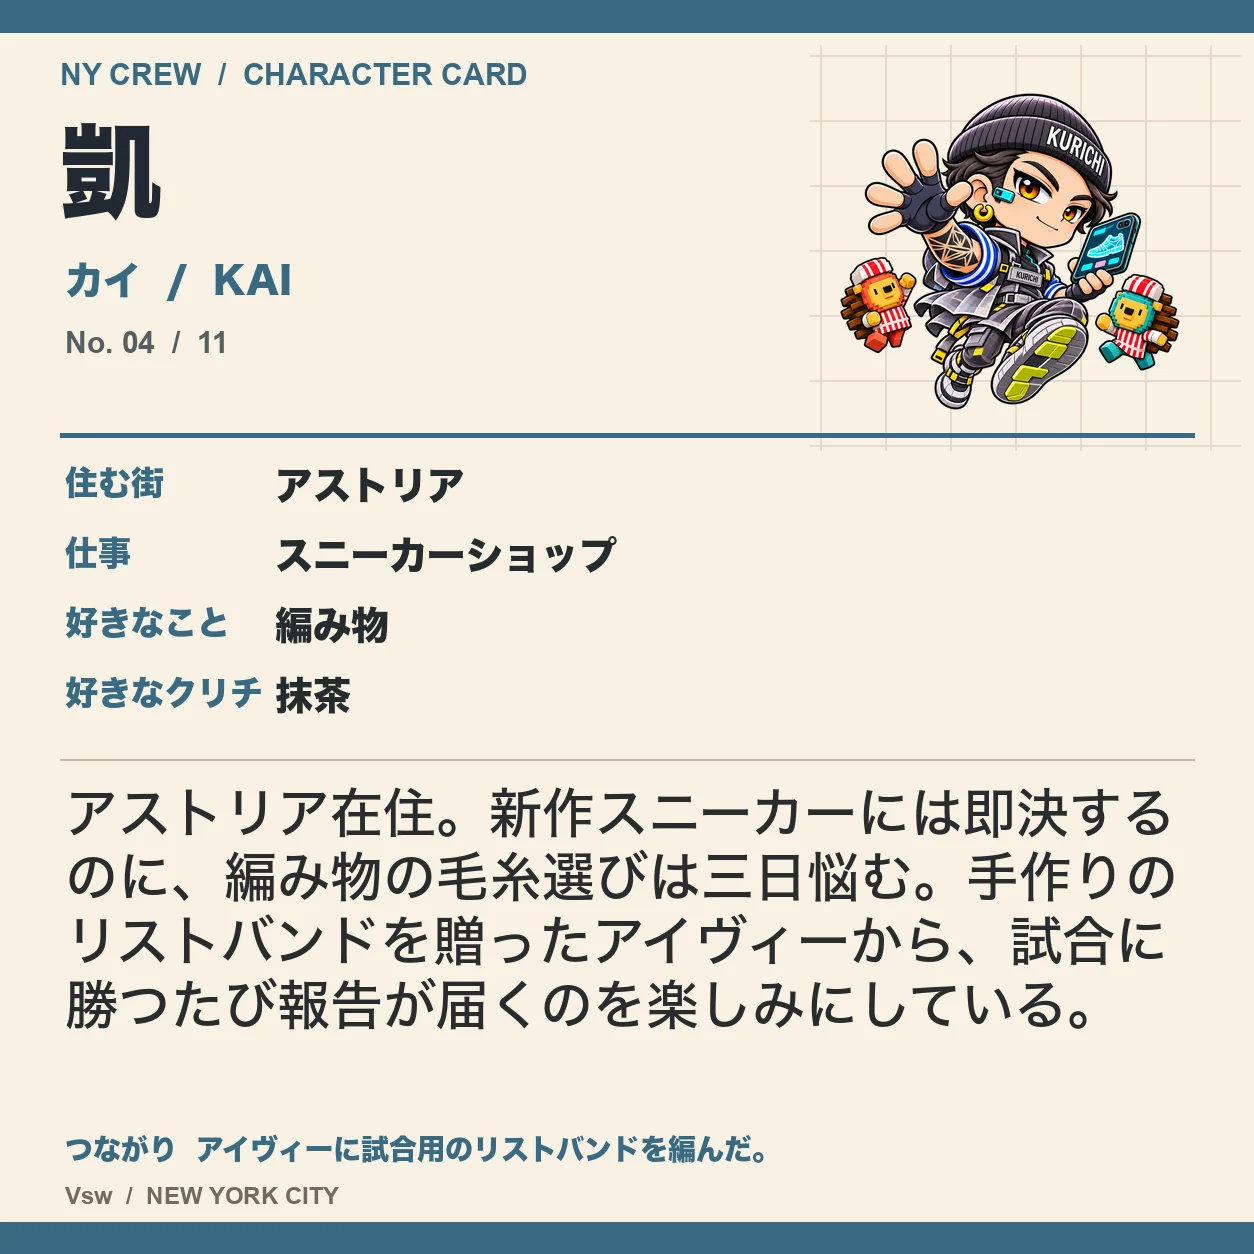 NY CREW / CHARACTER CARD
KURICHI
凱
カイ / KAI
KURICHI
No. 04 / 11
住む街 アストリア
仕事 スニーカーショップ
好きなこと 編み物
好きなクリチ 抹茶
アストリア在住。新作スニーカーには即決する
のに、編み物の毛糸選びは三日悩む。手作りの
リストバンドを贈ったアイヴィーから、試合に
勝つたび報告が届くのを楽しみにしている。
つながり アイヴィーに試合用のリストバンドを編んだ。
Vsw / NEW YORK CITY